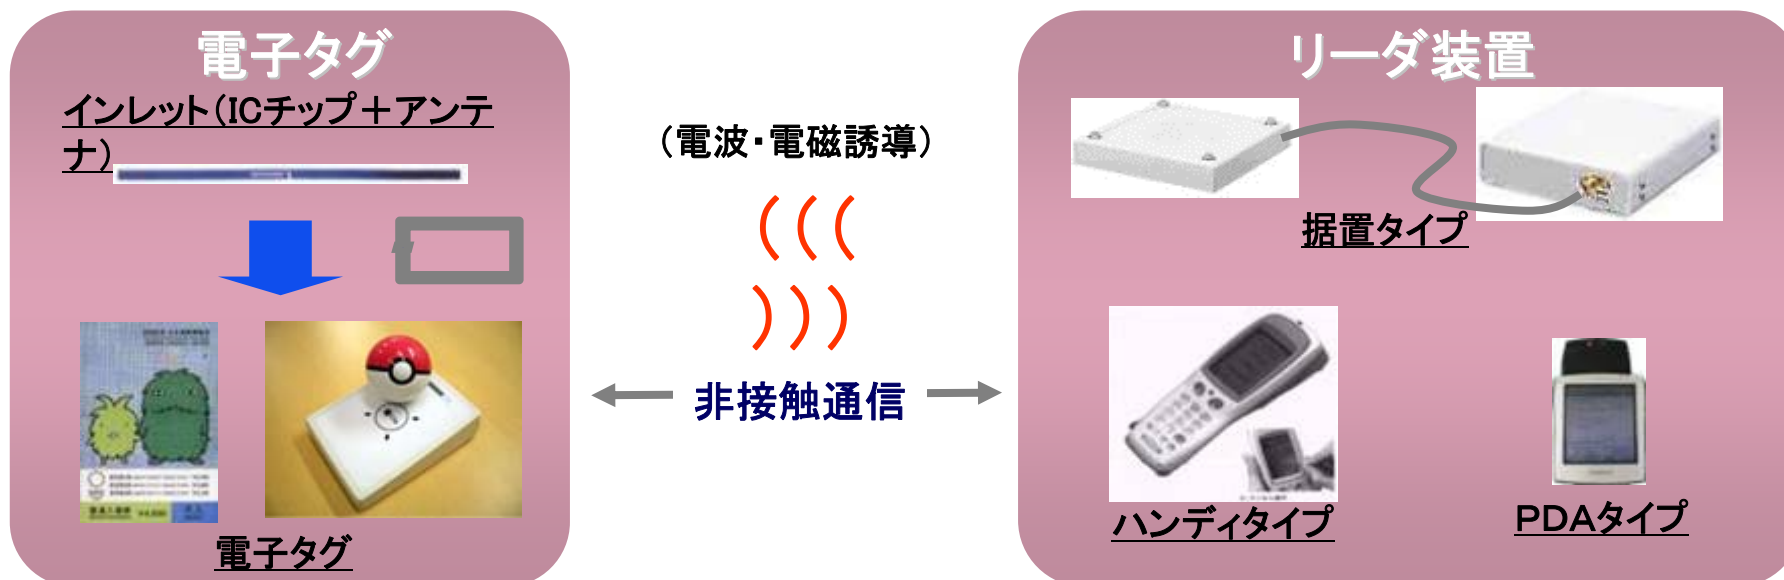 電子タグ
インレット(ICチップ+アンテ
ナ)
電子タグ
(電波・電磁誘導)
非接触通信
リーダ装置
据置タイプ
ハンディタイプ
PDAタイプ